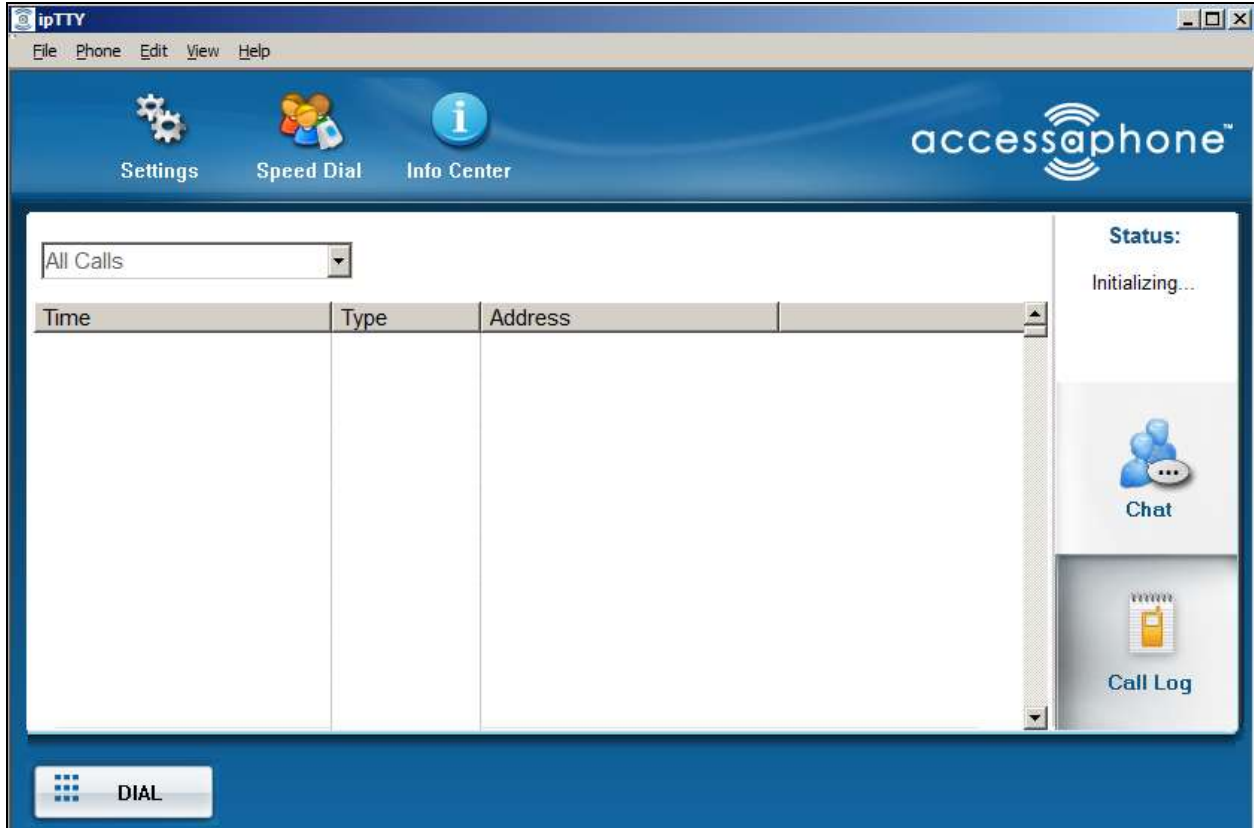 ipTTY
File Phone Edit View Help
Settings Speed Dial Info Center
accessaphone™
All Calls
Time Type Address
Status:
Initializing...
Chat
Call Log
DIAL